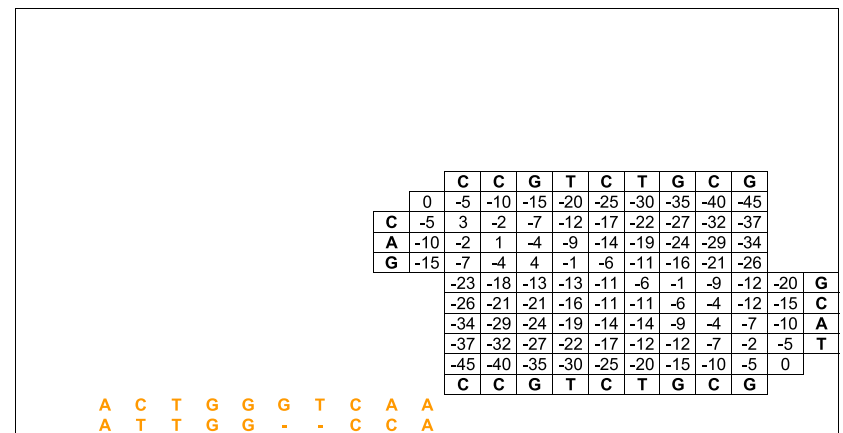 C C G T C T G C G
0 -5 -10 -15 -20 -25 -30 -35 -40 -45
C -5 3 -2 -7 -12 -17 -22 -27 -32 -37
A -10 -2 1 -4 -9 -14 -19 -24 -29 -34
G -15 -7 -4 4 -1 -6 -11 -16 -21 -26
-23 -18 -13 -13 -11 -6 -1 -9 -12 -20 G
-26 -21 -21 -16 -11 -11 -6 -4 -12 -15 C
-34 -29 -24 -19 -14 -14 -9 -4 -7 -10 A
-37 -32 -27 -22 -17 -12 -12 -7 -2 -5 T
-45 -40 -35 -30 -25 -20 -15 -10 -5 0
C C G T C T G C G
A C T G G G T C A A
A T T G G - - C C A